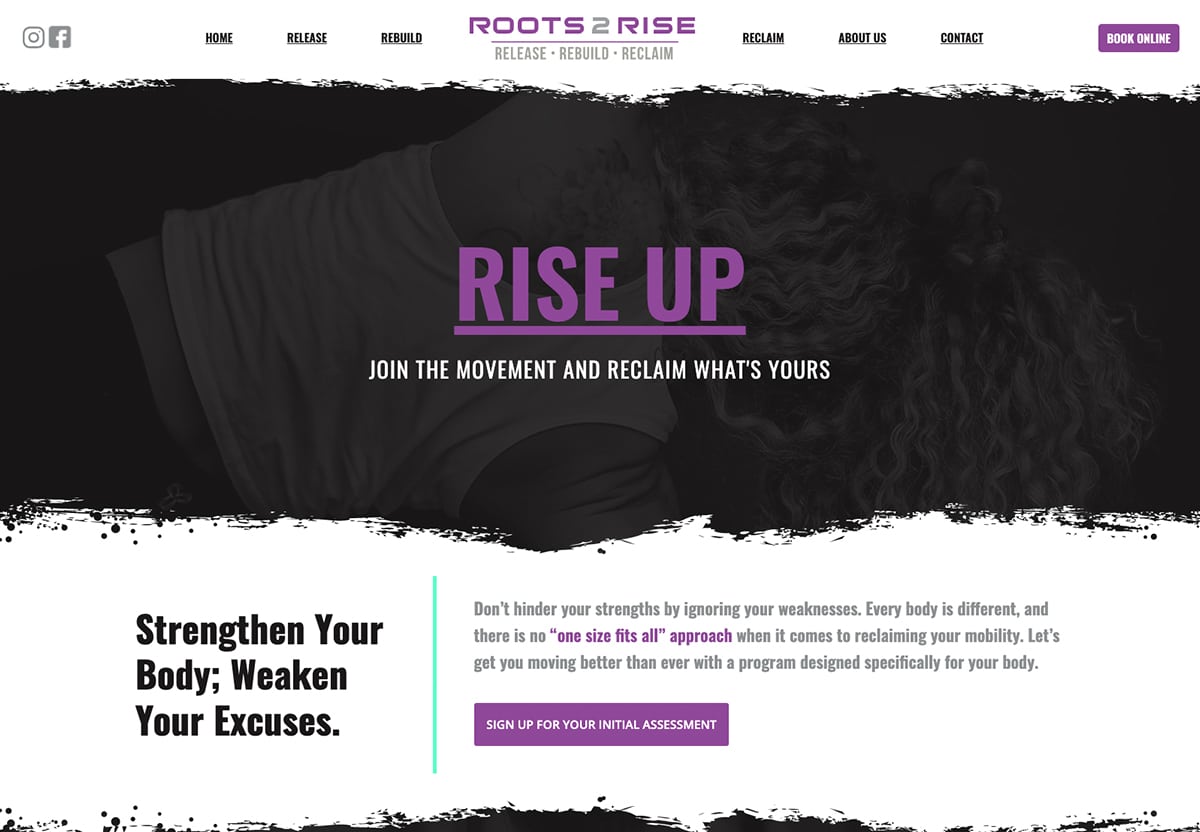 HOME
RELEASE
REBUILD
ROOTS 2 RISE
RELEASE • REBUILD • RECLAIM
RECLAIM
ABOUT US
CONTACT
BOOK ONLINE
RISE UP
JOIN THE MOVEMENT AND RECLAIM WHAT'S YOURS
Strengthen Your
Body; Weaken
Your Excuses.
Don’t hinder your strengths by ignoring your weaknesses. Every body is different, and
there is no “one size fits all” approach when it comes to reclaiming your mobility. Let’s
get you moving better than ever with a program designed specifically for your body.
SIGN UP FOR YOUR INITIAL ASSESSMENT